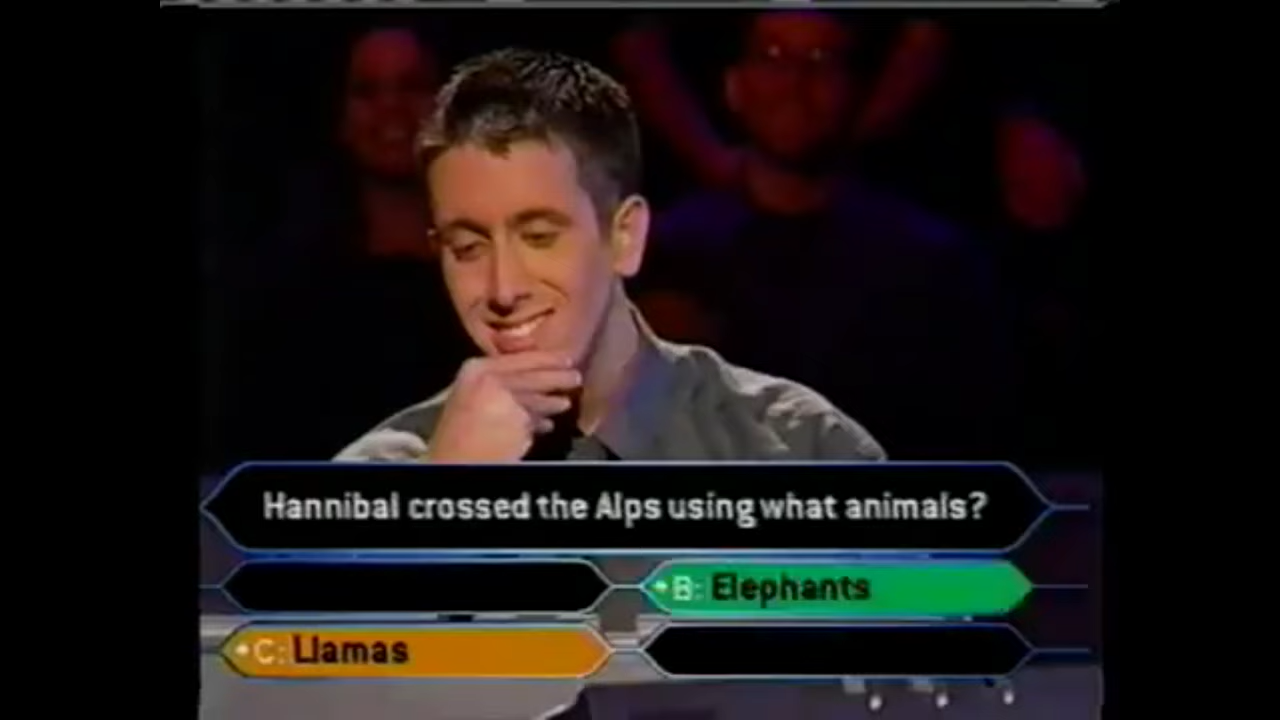 Hannibal crossed the Alps using what animals?
B: Elephants
C: Llamas